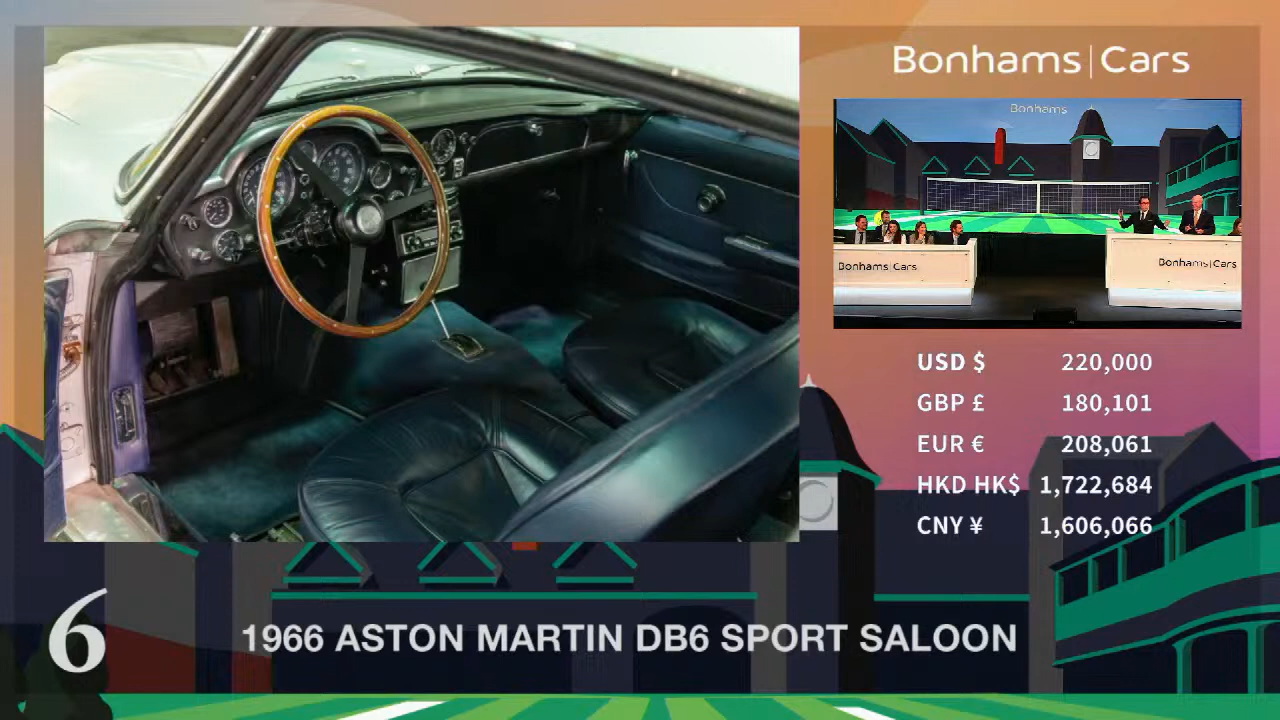 Bonhams|Cars
Bonhams
Bonhams|Cars
Bonhams|Cars
USD $ 220,000
GBP £ 180,101
EUR € 208,061
HKD HK$ 1,722,684
CNY ¥ 1,606,066
6
1966 ASTON MARTIN DB6 SPORT SALOON